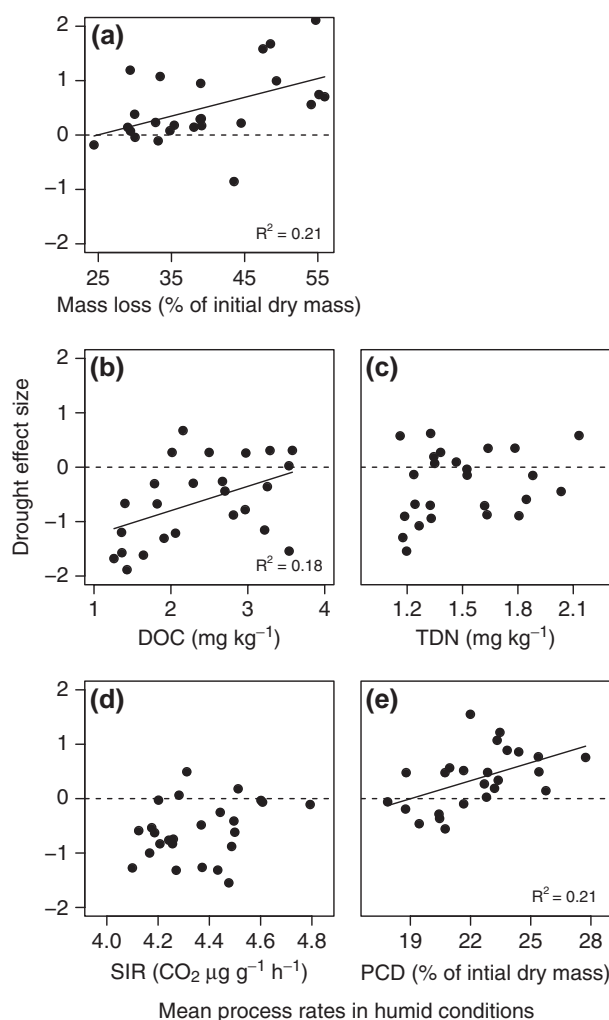 (a)
2
1
0
−1
−2
R² = 0.21
25 35 45 55
Mass loss (% of initial dry mass)
Drought effect size
(b)
2
1
0
−1
−2
R² = 0.18
1 2 3 4
DOC (mg kg⁻¹)
(c)
1.2 1.5 1.8 2.1
TDN (mg kg⁻¹)
(d)
2
1
0
−1
−2
4.0 4.2 4.4 4.6 4.8
SIR (CO₂ μg g⁻¹ h⁻¹)
(e)
R² = 0.21
19 22 25 28
PCD (% of intial dry mass)
Mean process rates in humid conditions